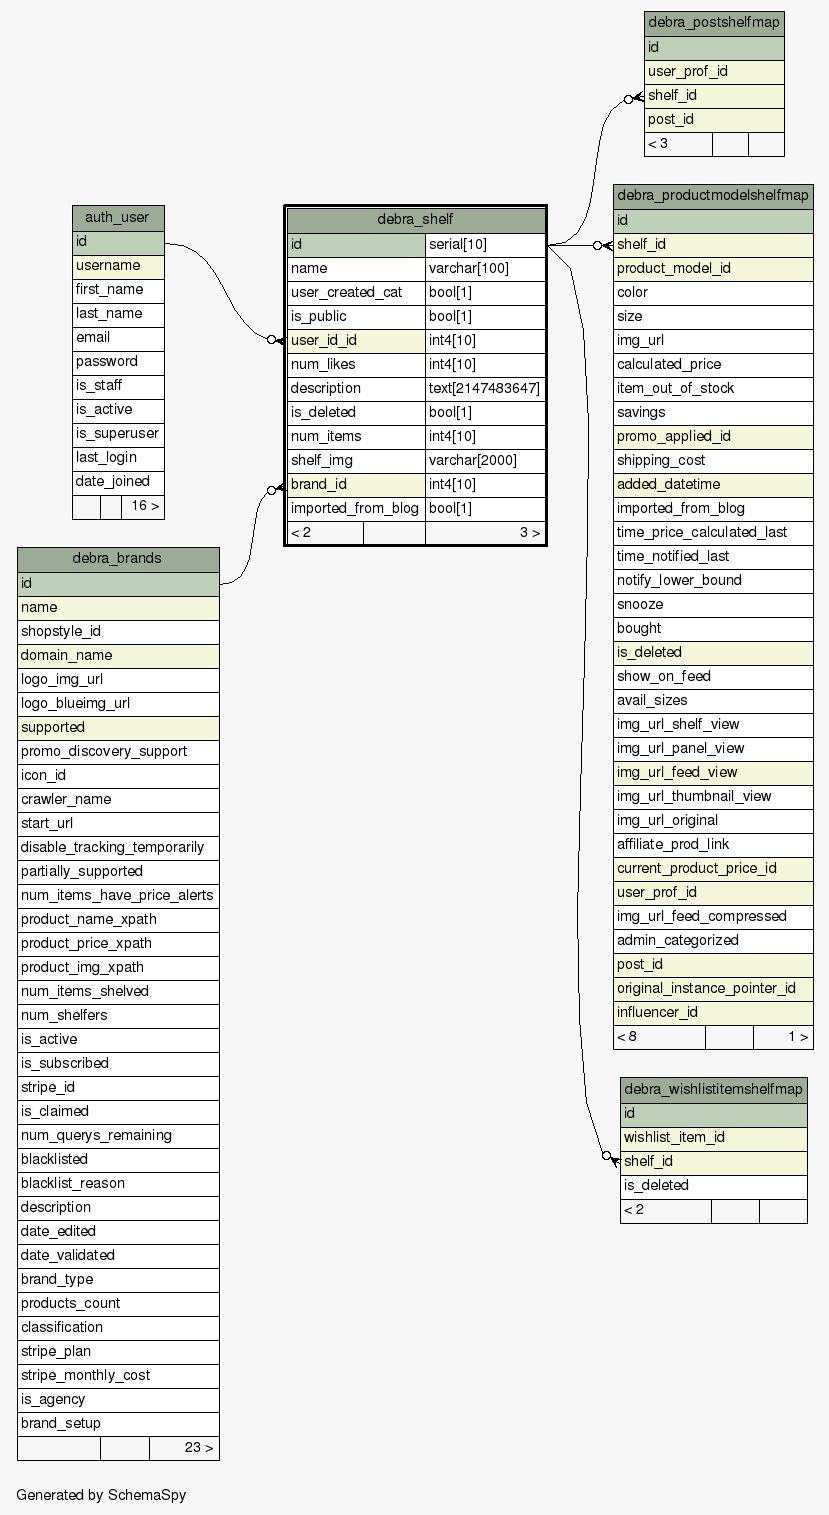 debra_postshelfmap
id
user_prof_id
shelf_id
post_id
< 3
debra_productmodelshelfmap
id
shelf_id
product_model_id
color
size
img_url
calculated_price
item_out_of_stock
savings
promo_applied_id
shipping_cost
added_datetime
imported_from_blog
time_price_calculated_last
time_notified_last
notify_lower_bound
snooze
bought
is_deleted
show_on_feed
avail_sizes
img_url_shelf_view
img_url_panel_view
img_url_feed_view
img_url_thumbnail_view
img_url_original
affiliate_prod_link
current_product_price_id
user_prof_id
img_url_feed_compressed
admin_categorized
post_id
original_instance_pointer_id
influencer_id
< 8 1 >
debra_wishlistitemshelfmap
id
wishlist_item_id
shelf_id
is_deleted
< 2
auth_user
id
username
first_name
last_name
email
password
is_staff
is_active
is_superuser
last_login
date_joined
16 >
debra_shelf
id serial[10]
name varchar[100]
user_created_cat bool[1]
is_public bool[1]
user_id_id int4[10]
num_likes int4[10]
description text[2147483647]
is_deleted bool[1]
num_items int4[10]
shelf_img varchar[2000]
brand_id int4[10]
imported_from_blog bool[1]
< 2 3 >
debra_brands
id
name
shopstyle_id
domain_name
logo_img_url
logo_blueimg_url
supported
promo_discovery_support
icon_id
crawler_name
start_url
disable_tracking_temporarily
partially_supported
num_items_have_price_alerts
product_name_xpath
product_price_xpath
product_img_xpath
num_items_shelved
num_shelfers
is_active
is_subscribed
stripe_id
is_claimed
num_querys_remaining
blacklisted
blacklist_reason
description
date_edited
date_validated
brand_type
products_count
classification
stripe_plan
stripe_monthly_cost
is_agency
brand_setup
23 >
Generated by SchemaSpy